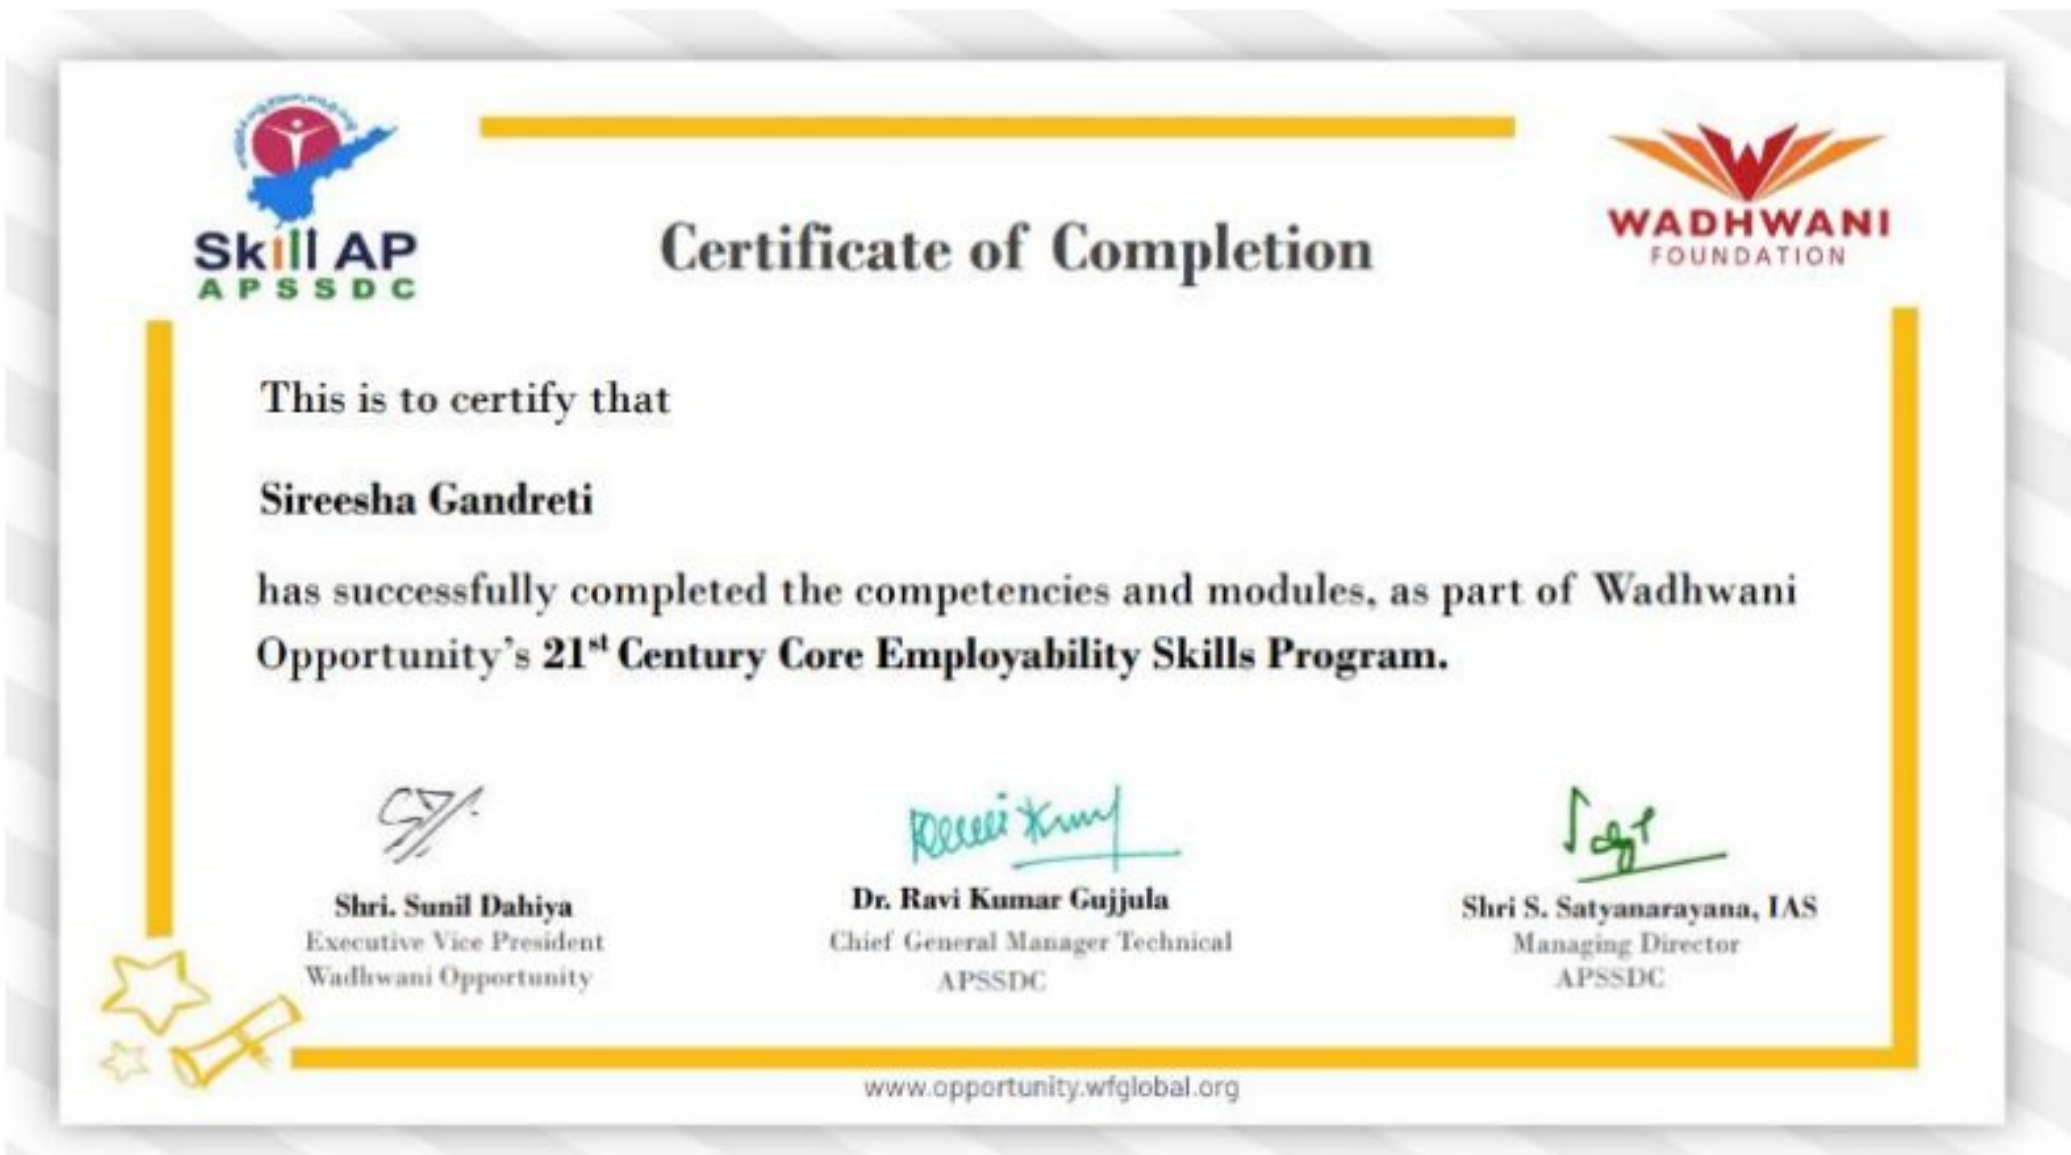 Skill AP
APSSDC
WADHWANI
FOUNDATION
Certificate of Completion
This is to certify that
Sireesha Gandreti
has successfully completed the competencies and modules, as part of Wadhwani
Opportunity's 21st Century Core Employability Skills Program.
Ravi Kumar
Shri. Sunil Dahiya
Executive Vice President
Wadhwani Opportunity
Dr. Ravi Kumar Gujjula
Chief General Manager Technical
APSSDC
Shri S. Satyanarayana, IAS
Managing Director
APSSDC
www.opportunity.wfglobal.org